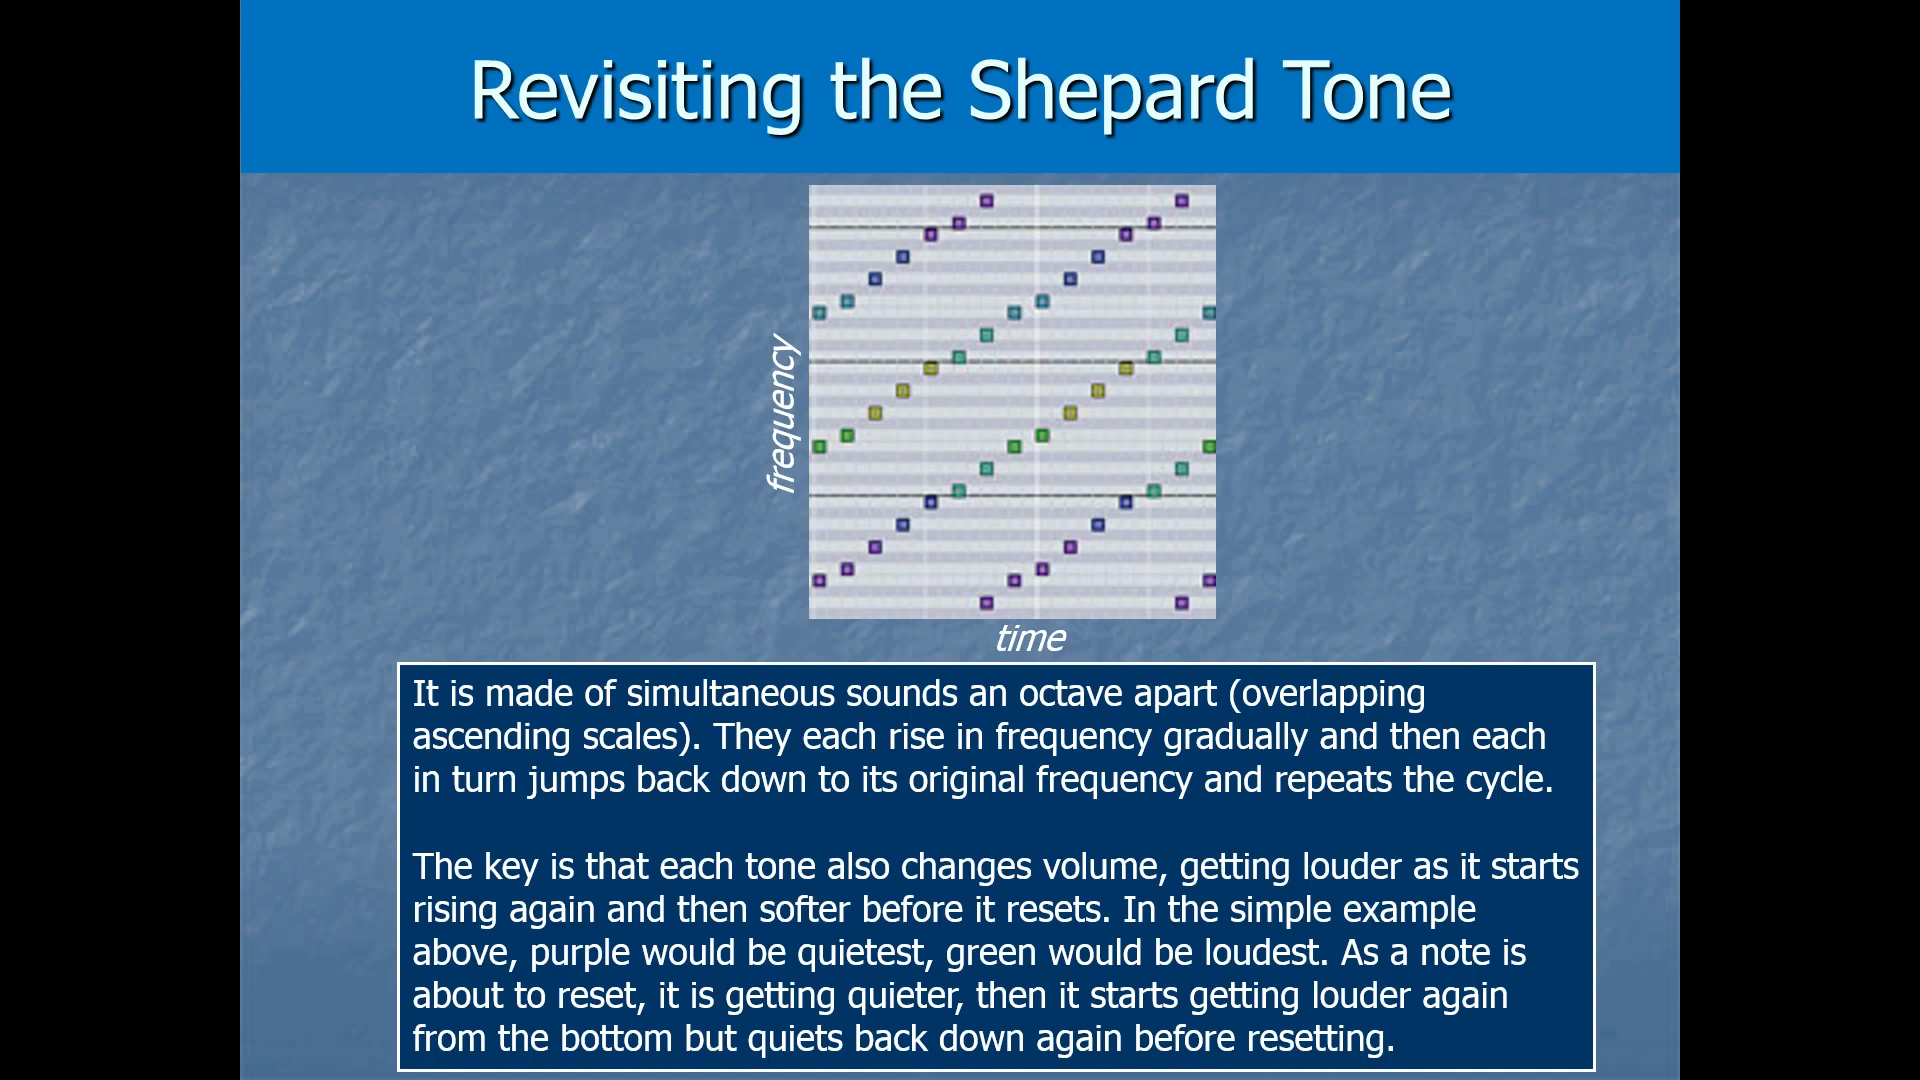 Revisiting the Shepard Tone
frequency
time
It is made of simultaneous sounds an octave apart (overlapping
ascending scales). They each rise in frequency gradually and then each
in turn jumps back down to its original frequency and repeats the cycle.
The key is that each tone also changes volume, getting louder as it starts
rising again and then softer before it resets. In the simple example
above, purple would be quietest, green would be loudest. As a note is
about to reset, it is getting quieter, then it starts getting louder again
from the bottom but quiets back down again before resetting.